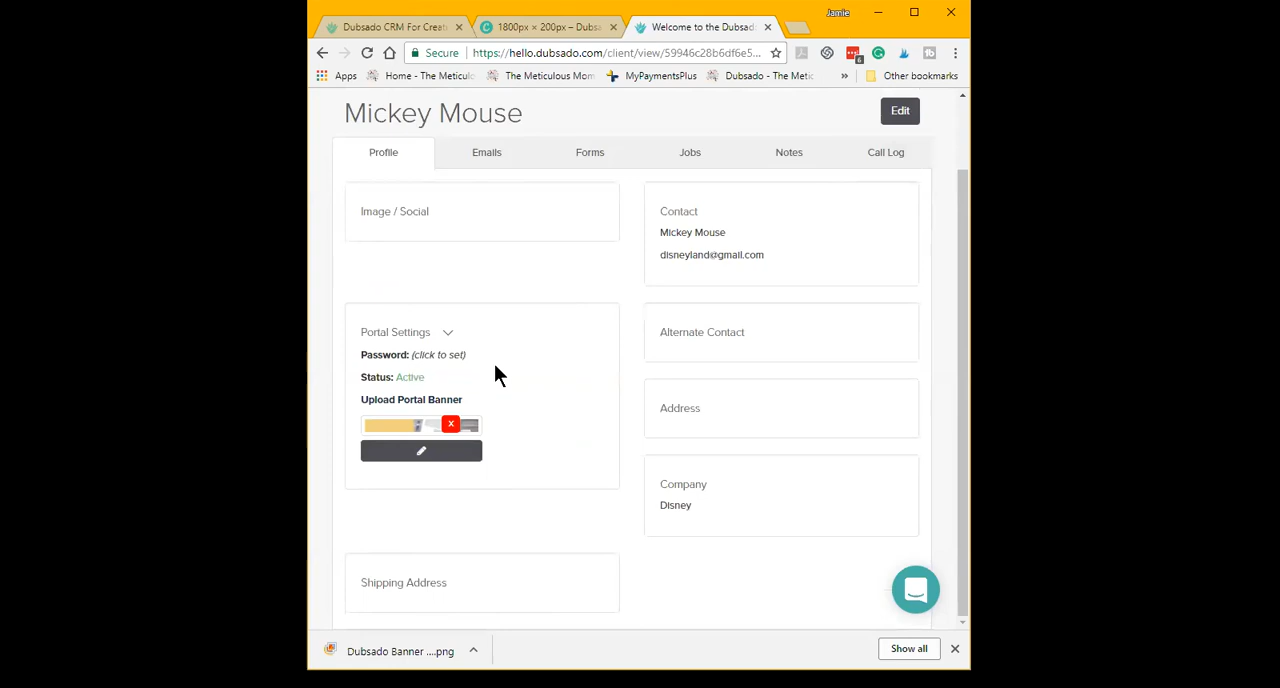 Jamie
Dubsado CRM For Creat
1800px × 200px – Dubsa
Welcome to the Dubsad
Secure
https://hello.dubsado.com/client/view/59946c28b6df6e5...
6
Apps
Home - The Meticulo
The Meticulous Mom
MyPaymentsPlus
Dubsado - The Metic
»
Other bookmarks
Mickey Mouse
Edit
Profile
Emails
Forms
Jobs
Notes
Call Log
Image / Social
Contact
Mickey Mouse
disneyland@gmail.com
Portal Settings
Password: (click to set)
Status: Active
Upload Portal Banner
x
Alternate Contact
Address
Company
Disney
Shipping Address
Dubsado Banner ....png
Show all